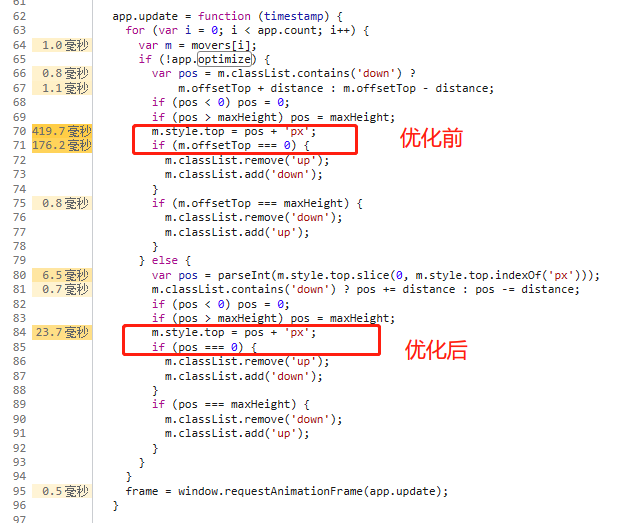 61
62 app.update = function (timestamp) {
63 for (var i = 0; i < app.count; i++) {
1.0 毫秒 64 var m = movers[i];
65 if (!app.optimize) {
0.8 毫秒 66 var pos = m.classList.contains('down') ?
1.1 毫秒 67 m.offsetTop + distance : m.offsetTop - distance;
68 if (pos < 0) pos = 0;
69 if (pos > maxHeight) pos = maxHeight;
419.7 毫秒 70 m.style.top = pos + 'px';
176.2 毫秒 71 if (m.offsetTop === 0) {
优化前
72 m.classList.remove('up');
73 m.classList.add('down');
74 }
0.8 毫秒 75 if (m.offsetTop === maxHeight) {
76 m.classList.remove('down');
77 m.classList.add('up');
78 }
79 } else {
6.5 毫秒 80 var pos = parseInt(m.style.top.slice(0, m.style.top.indexOf('px')));
0.7 毫秒 81 m.classList.contains('down') ? pos += distance : pos -= distance;
82 if (pos < 0) pos = 0;
83 if (pos > maxHeight) pos = maxHeight;
23.7 毫秒 84 m.style.top = pos + 'px';
85 if (pos === 0) {
优化后
86 m.classList.remove('up');
87 m.classList.add('down');
88 }
89 if (pos === maxHeight) {
90 m.classList.remove('down');
91 m.classList.add('up');
92 }
93 }
94 }
0.5 毫秒 95 frame = window.requestAnimationFrame(app.update);
96 }
97